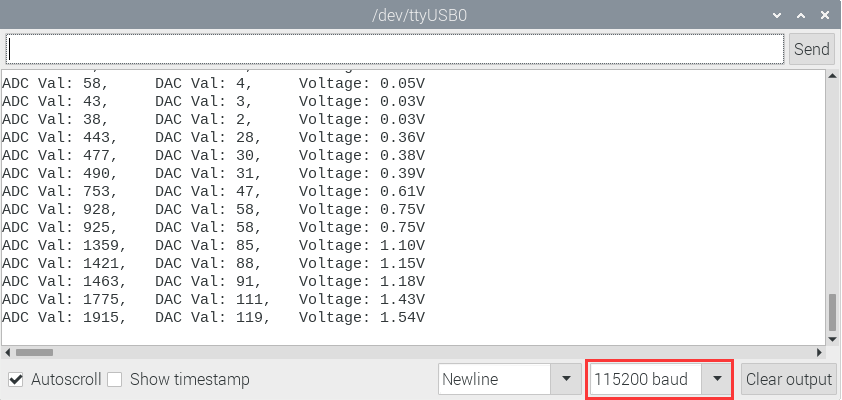 /dev/ttyUSB0
Send
ADC Val: 58,     DAC Val: 4,     Voltage: 0.05V
ADC Val: 43,     DAC Val: 3,     Voltage: 0.03V
ADC Val: 38,     DAC Val: 2,     Voltage: 0.03V
ADC Val: 443,    DAC Val: 28,    Voltage: 0.36V
ADC Val: 477,    DAC Val: 30,    Voltage: 0.38V
ADC Val: 490,    DAC Val: 31,    Voltage: 0.39V
ADC Val: 753,    DAC Val: 47,    Voltage: 0.61V
ADC Val: 928,    DAC Val: 58,    Voltage: 0.75V
ADC Val: 925,    DAC Val: 58,    Voltage: 0.75V
ADC Val: 1359,   DAC Val: 85,    Voltage: 1.10V
ADC Val: 1421,   DAC Val: 88,    Voltage: 1.15V
ADC Val: 1463,   DAC Val: 91,    Voltage: 1.18V
ADC Val: 1775,   DAC Val: 111,   Voltage: 1.43V
ADC Val: 1915,   DAC Val: 119,   Voltage: 1.54V
Autoscroll Show timestamp Newline 115200 baud Clear output